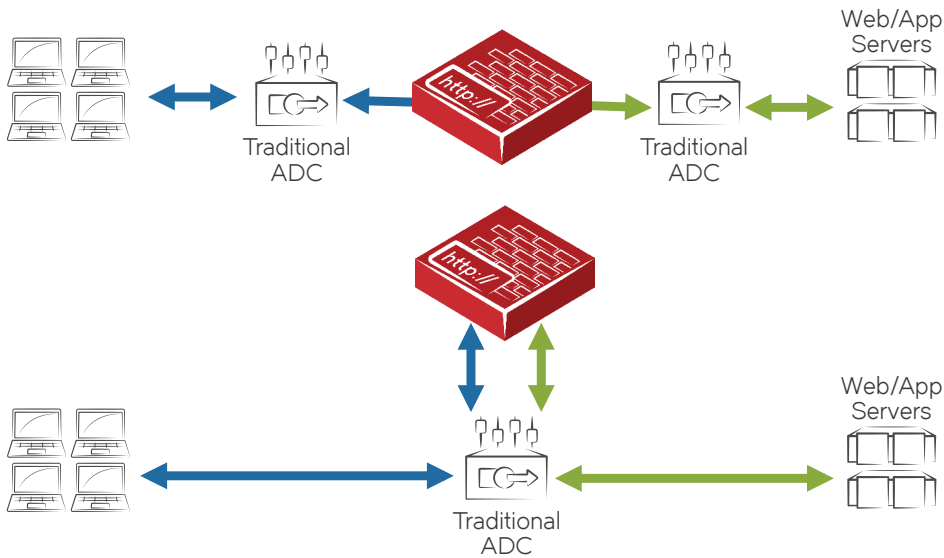 Web/App
Servers
http://
Traditional
ADC
Traditional
ADC
http://
Web/App
Servers
Traditional
ADC